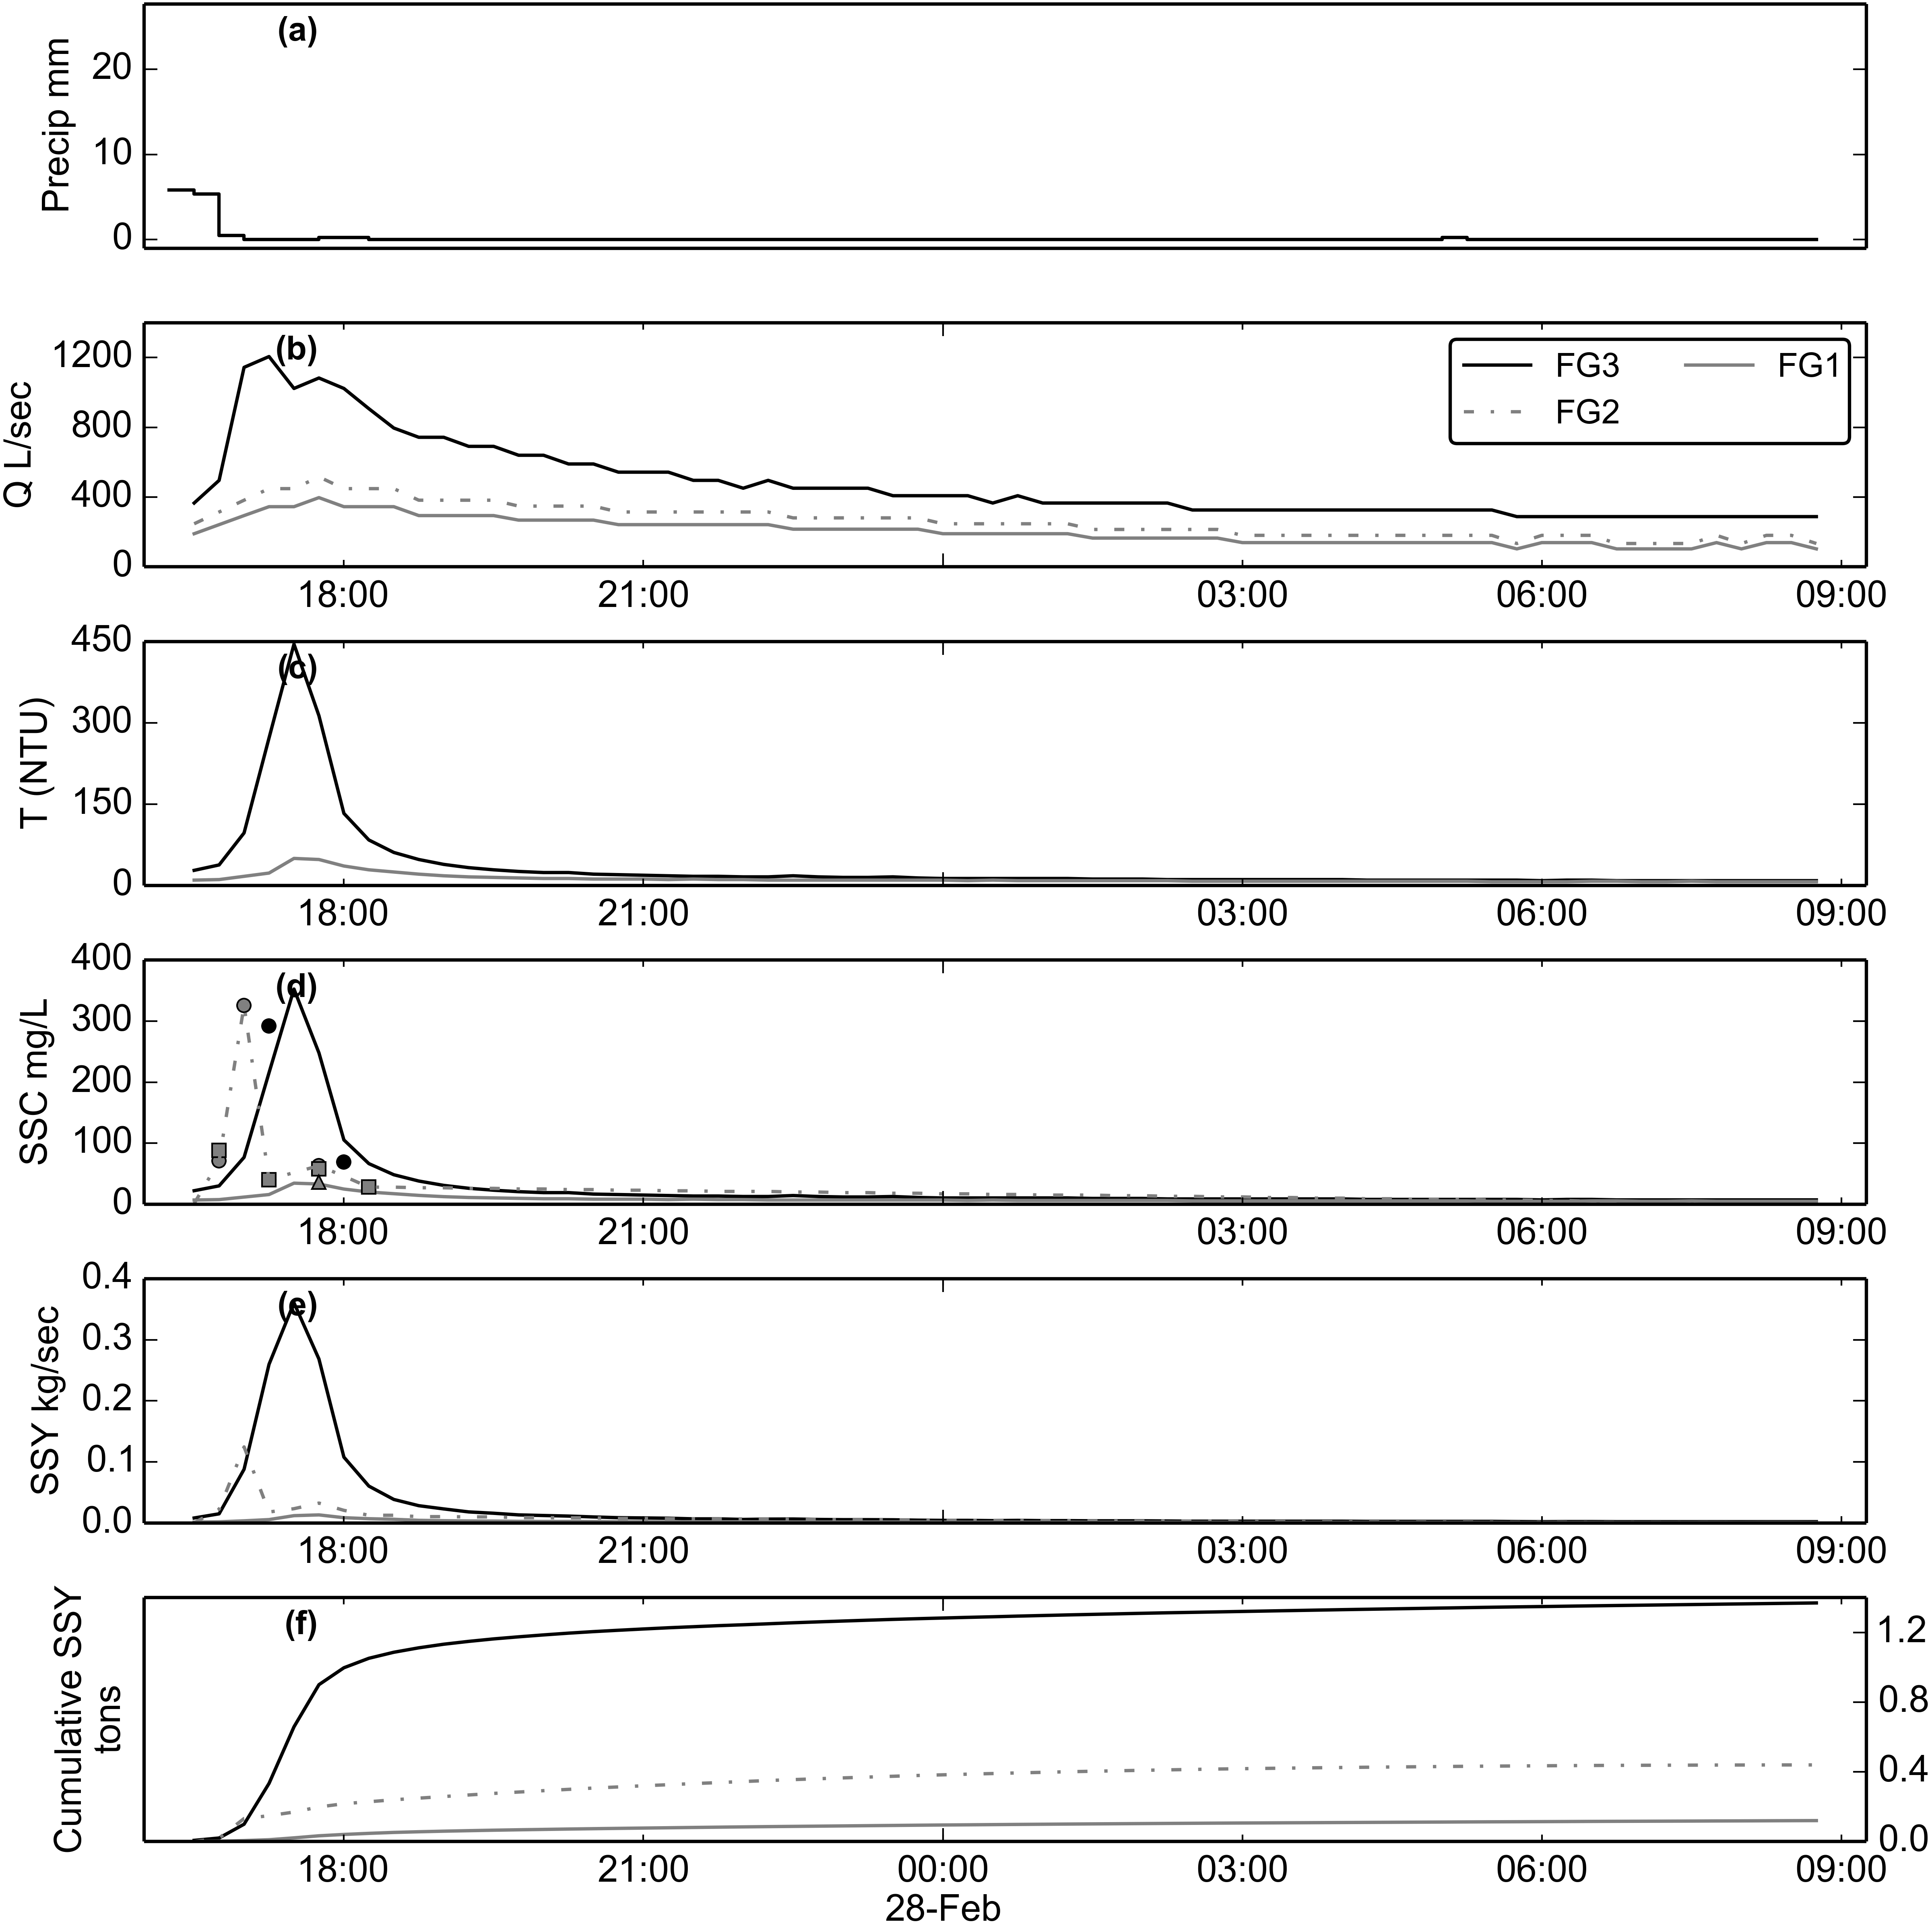 (a)
Precip mm
20
10
0
(b)
Q L/sec
1200
800
400
0
FG3
FG1
FG2
18:00 21:00 03:00 06:00 09:00
(c)
T (NTU)
450
300
150
0
18:00 21:00 03:00 06:00 09:00
(d)
SSC mg/L
400
300
200
100
0
18:00 21:00 03:00 06:00 09:00
(e)
SSY kg/sec
0.4
0.3
0.2
0.1
0.0
18:00 21:00 03:00 06:00 09:00
(f)
Cumulative SSY
tons
1.2
0.8
0.4
0.0
18:00 21:00 00:00 03:00 06:00 09:00
28-Feb